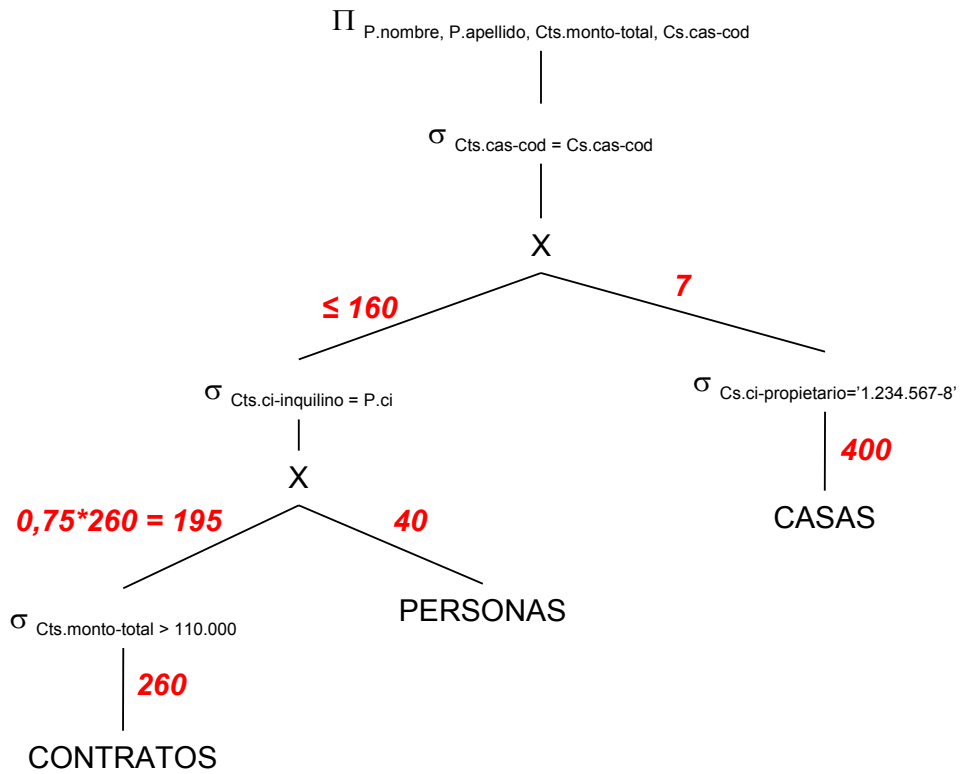 Π P.nombre, P.apellido, Cts.monto-total, Cs.cas-cod
σ Cts.cas-cod = Cs.cas-cod
X
≤ 160
7
σ Cts.ci-inquilino = P.ci
σ Cs.ci-propietario='1.234.567-8'
X
400
0,75*260 = 195
40
CASAS
σ Cts.monto-total > 110.000
PERSONAS
260
CONTRATOS